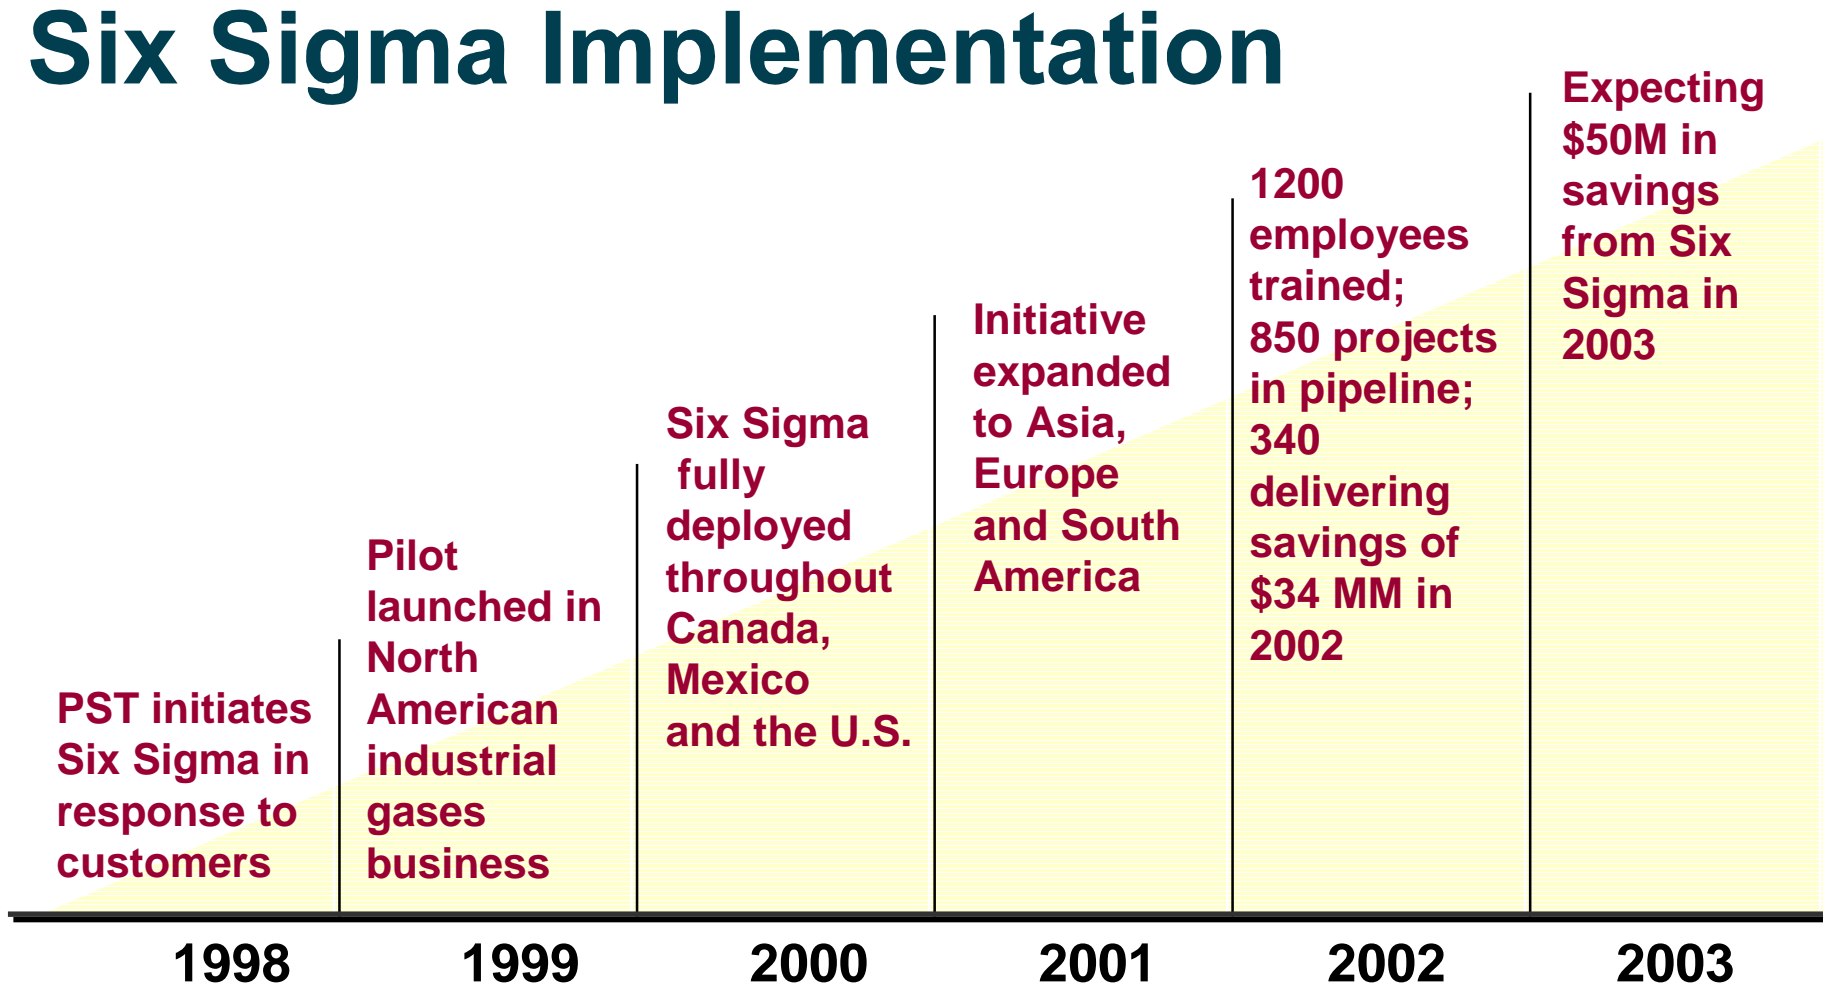 Six Sigma Implementation
PST initiates
Six Sigma in
response to
customers
Pilot
launched in
North
American
industrial
gases
business
Six Sigma
fully
deployed
throughout
Canada,
Mexico
and the U.S.
Initiative
expanded
to Asia,
Europe
and South
America
1200
employees
trained;
850 projects
in pipeline;
340
delivering
savings of
$34 MM in
2002
Expecting
$50M in
savings
from Six
Sigma in
2003
1998 1999 2000 2001 2002 2003